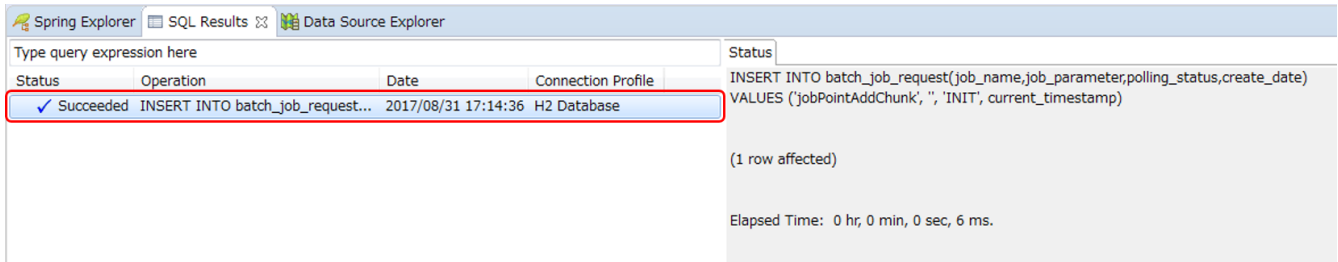 Spring Explorer SQL Results Data Source Explorer
Type query expression here
Status
Status Operation Date Connection Profile
Succeeded INSERT INTO batch_job_request... 2017/08/31 17:14:36 H2 Database
INSERT INTO batch_job_request(job_name,job_parameter,polling_status,create_date)
VALUES ('jobPointAddChunk', '', 'INIT', current_timestamp)
(1 row affected)
Elapsed Time:  0 hr, 0 min, 0 sec, 6 ms.